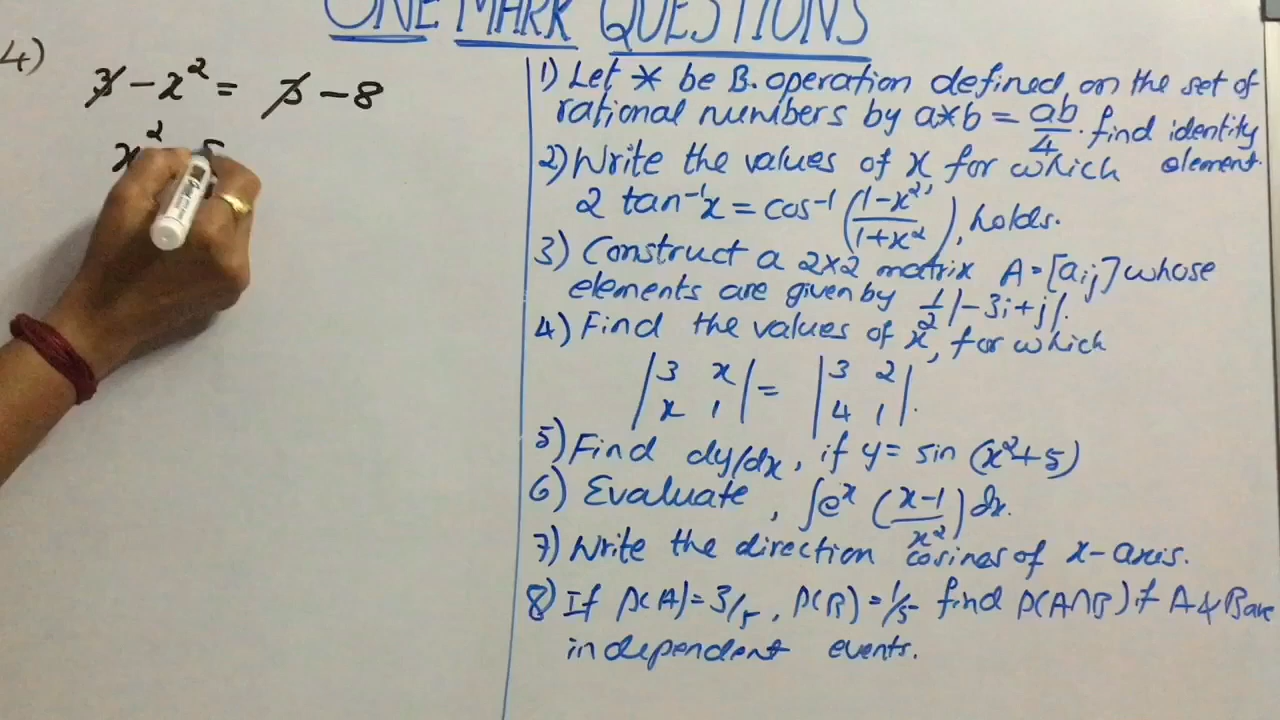 ONE MARK QUESTIONS
4)
3 - x² = 3 - 8
x²
1) Let * be B. operation defined on the set of
rational numbers by a*b = ab/4. find identity
element.
2) Write the values of x for which
2 tan⁻¹x = cos⁻¹ (1-x²/1+x²), holds.
3) Construct a 2x2 matrix A = [aij] whose
elements are given by 1/2 |-3i+j|.
4) Find the values of x, for which
|3 x| = |3 2|
|x 1| |4 1|.
5) Find dy/dx, if y = sin (x²+5)
6) Evaluate, ∫eˣ (x-1/x²) dx.
7) Write the direction cosines of x-axis.
8) If P(A) = 3/5, P(B) = 1/5 find P(A∩B) if A & B are
independent events.